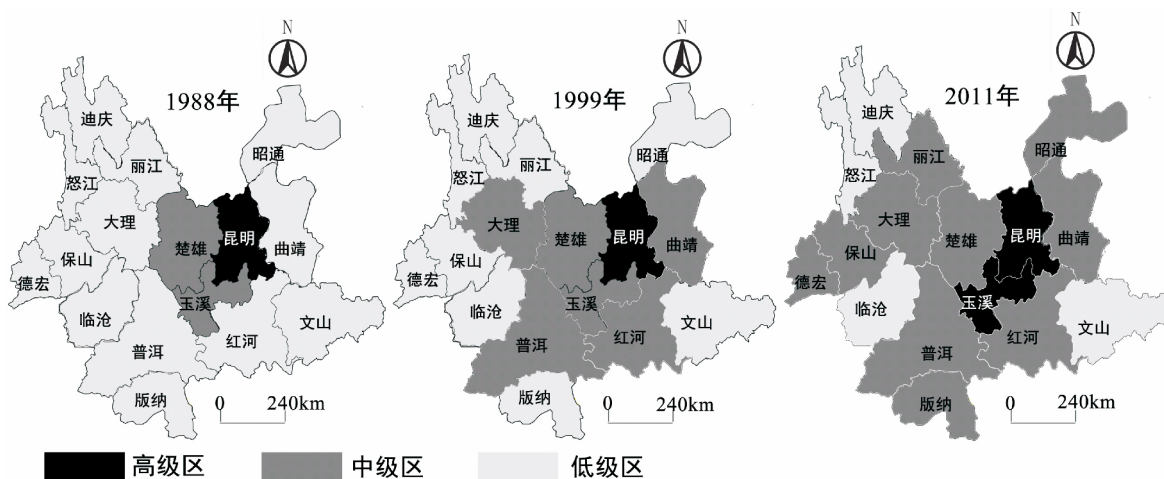 N
1988年
迪庆
丽江
昭通
怒江
大理
楚雄
昆明
曲靖
保山
德宏
玉溪
临沧
文山
红河
普洱
版纳
0 240km
N
1999年
迪庆
丽江
昭通
怒江
大理
楚雄
昆明
曲靖
保山
德宏
玉溪
临沧
文山
红河
普洱
版纳
0 240km
N
2011年
迪庆
丽江
昭通
怒江
大理
楚雄
昆明
曲靖
保山
德宏
玉溪
临沧
文山
红河
普洱
版纳
0 240km
高级区 中级区 低级区